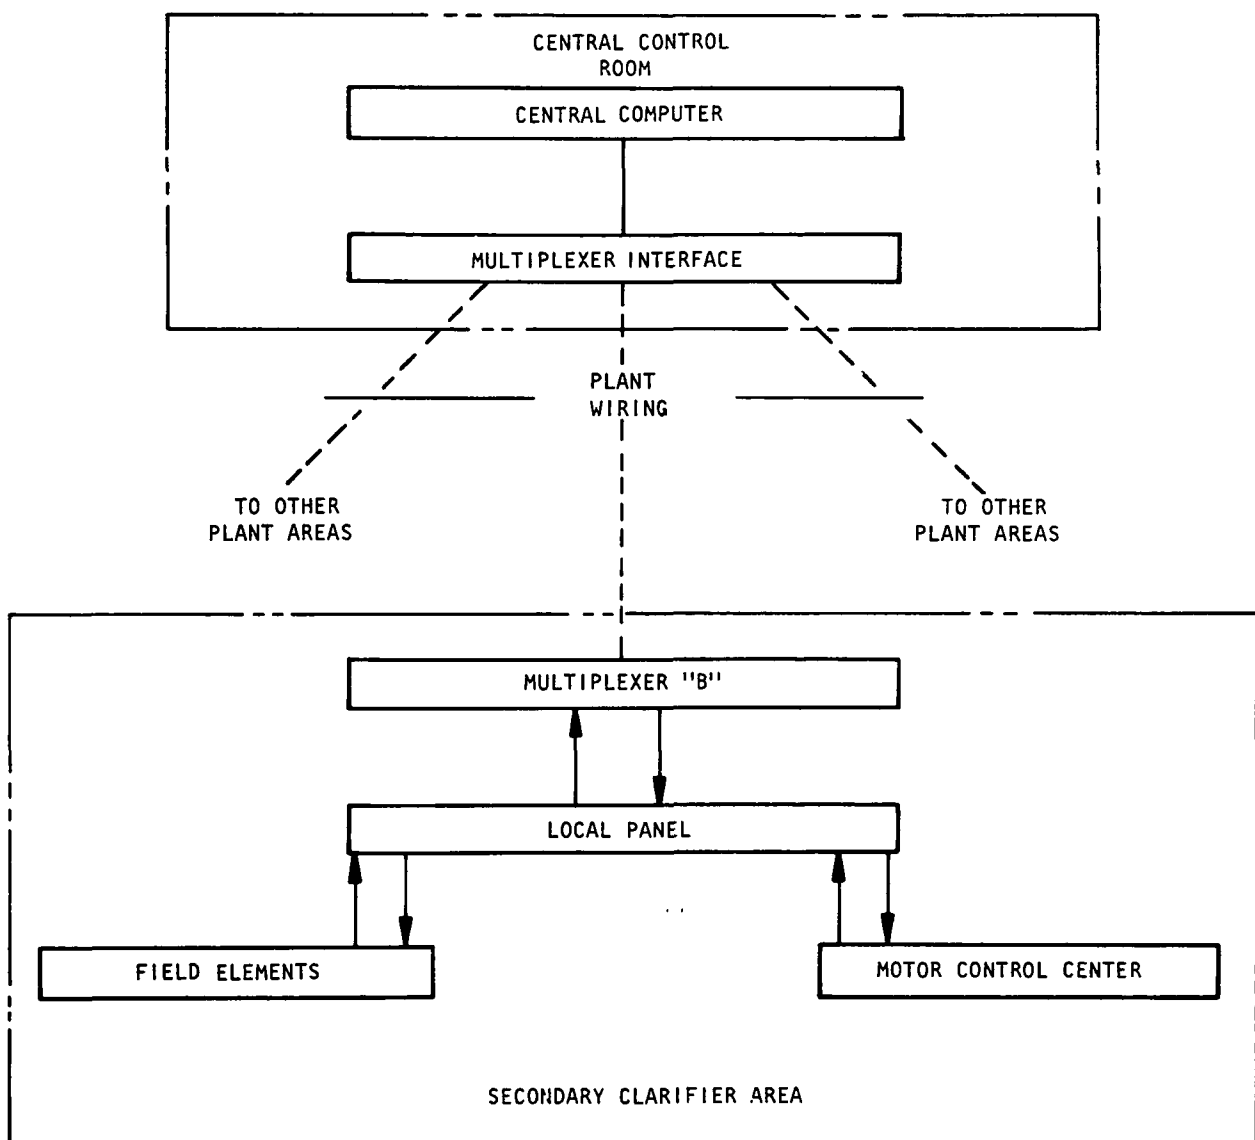 CENTRAL CONTROL
ROOM
CENTRAL COMPUTER
MULTIPLEXER INTERFACE
PLANT
WIRING
TO OTHER
PLANT AREAS
TO OTHER
PLANT AREAS
MULTIPLEXER "B"
LOCAL PANEL
FIELD ELEMENTS
MOTOR CONTROL CENTER
SECONDARY CLARIFIER AREA